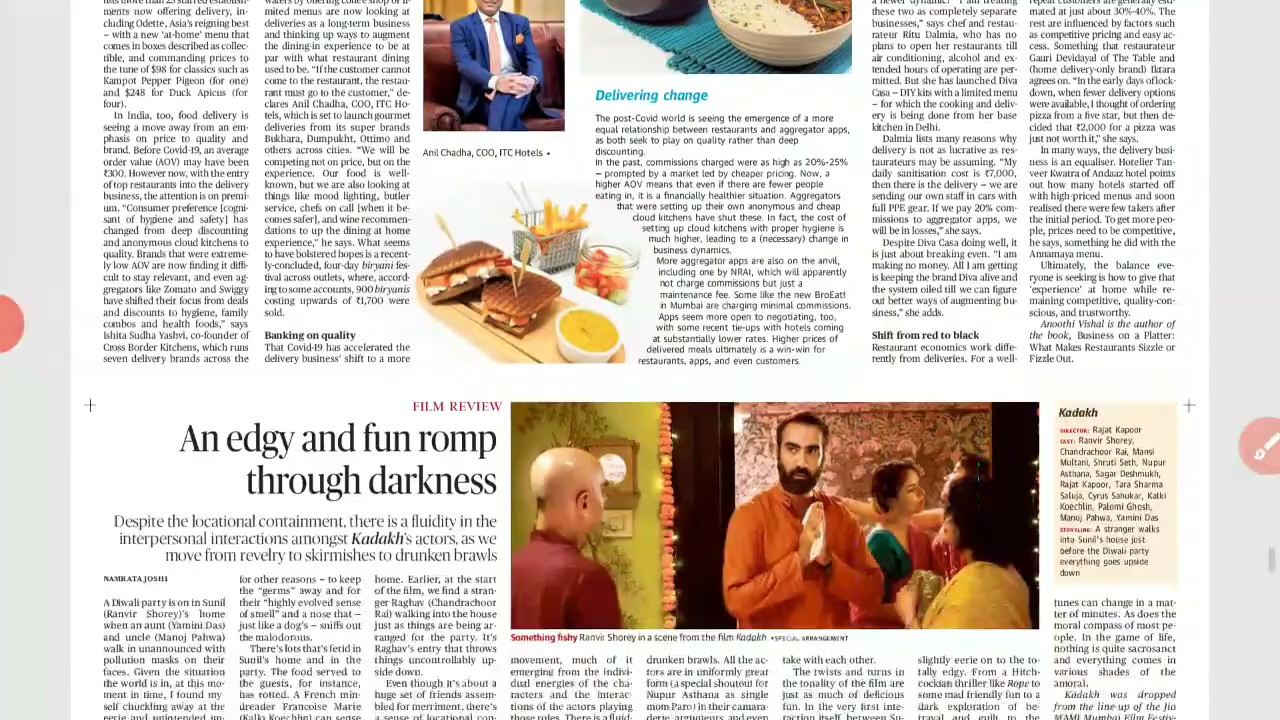 ments now offering delivery, in-
cluding Odette, Asia's reigning best
– with a new 'at-home' menu that
comes in boxes described as collec-
tible, and commanding prices to
the tune of $98 for classics such as
Kampot Pepper Pigeon (for one)
and $248 for Duck Apicus (for
four).
In India, too, food delivery is
seeing a move away from an em-
phasis on price to quality and
brand. Before Covid-19, an average
order value (AOV) may have been
₹300. However now, with the entry
of top restaurants into the delivery
business, the attention is on premi-
um. "Consumer preference [cogni-
sant of hygiene and safety] has
changed from deep discounting
and anonymous cloud kitchens to
quality. Brands that were extreme-
ly low AOV are now finding it diffi-
cult to stay relevant, and even ag-
gregators like Zomato and Swiggy
have shifted their focus from deals
and discounts to hygiene, family
combos and health foods," says
Ishita Sudha Yashvi, co-founder of
Cross Border Kitchens, which runs
seven delivery brands across the
mited menus are now looking at
deliveries as a long-term business
and thinking up ways to augment
the dining-in experience to be at
par with what restaurant dining
used to be. "If the customer cannot
come to the restaurant, the restau-
rant must go to the customer," de-
clares Anil Chadha, COO, ITC Ho-
tels, which is set to launch gourmet
deliveries from its super brands
Bukhara, Dumpukht, Ottimo and
others across cities. "We will be
competing not on price, but on the
experience. Our food is well-
known, but we are also looking at
things like mood lighting, butler
service, chefs on call [when it be-
comes safer], and wine recommen-
dations to up the dining at home
experience," he says. What seems
to have bolstered hopes is a recent-
ly-concluded, four-day biryani fes-
tival across outlets, where, accord-
ing to some accounts, 900 biryanis
costing upwards of ₹1,700 were
sold.
Banking on quality
That Covid-19 has accelerated the
delivery business' shift to a more
Anil Chadha, COO, ITC Hotels •
Delivering change
The post-Covid world is seeing the emergence of a more
equal relationship between restaurants and aggregator apps,
as both seek to play on quality rather than deep
discounting.
In the past, commissions charged were as high as 20%-25%
– prompted by a market led by cheaper pricing. Now, a
higher AOV means that even if there are fewer people
eating in, it is a financially healthier situation. Aggregators
that were setting up their own anonymous and cheap
cloud kitchens have shut these. In fact, the cost of
setting up cloud kitchens with proper hygiene is
much higher, leading to a (necessary) change in
business dynamics.
More aggregator apps are also on the anvil,
including one by NRAI, which will apparently
not charge commissions but just a
maintenance fee. Some like the new BroEat!
in Mumbai are charging minimal commissions.
Apps seem more open to negotiating, too,
with some recent tie-ups with hotels coming
at substantially lower rates. Higher prices of
delivered meals ultimately is a win-win for
restaurants, apps, and even customers.
these two as completely separate
businesses," says chef and restau-
rateur Ritu Dalmia, who has no
plans to open her restaurants till
air conditioning, alcohol and ex-
tended hours of operating are per-
mitted. But she has launched Diva
Casa – DIY kits with a limited menu
– for which the cooking and deliv-
ery is being done from her base
kitchen in Delhi.
Dalmia lists many reasons why
delivery is not as lucrative as res-
taurateurs may be assuming. "My
daily sanitisation cost is ₹7,000,
then there is the delivery – we are
sending our own staff in cars with
full PPE gear. If we pay 20% com-
missions to aggregator apps, we
will be in losses," she says.
Despite Diva Casa doing well, it
is just about breaking even. "I am
making no money. All I am getting
is keeping the brand Diva alive and
the system oiled till we can figure
out better ways of augmenting bu-
siness," she adds.
Shift from red to black
Restaurant economics work diffe-
rently from deliveries. For a well-
mated at just about 30%-40%. The
rest are influenced by factors such
as competitive pricing and easy ac-
cess. Something that restaurateur
Gauri Devidayal of The Table and
(home delivery-only brand) Iktara
agrees on. "In the early days of lock-
down, when fewer delivery options
were available, I thought of ordering
pizza from a five star, but then de-
cided that ₹2,000 for a pizza was
just not worth it," she says.
In many ways, the delivery busi-
ness is an equaliser. Hotelier Tan-
veer Kwatra of Andaaz hotel points
out how many hotels started off
with high-priced menus and soon
realised there were few takers after
the initial period. To get more peo-
ple, prices need to be competitive,
he says, something he did with the
Annamaya menu.
Ultimately, the balance eve-
ryone is seeking is how to give that
'experience' at home while re-
maining competitive, quality-con-
scious, and trustworthy.
Anoothi Vishal is the author of
the book, Business on a Platter:
What Makes Restaurants Sizzle or
Fizzle Out.
FILM REVIEW
An edgy and fun romp
through darkness
Despite the locational containment, there is a fluidity in the
interpersonal interactions amongst Kadakh's actors, as we
move from revelry to skirmishes to drunken brawls
NAMRATA JOSHI
A Diwali party is on in Sunil
(Ranvir Shorey)'s home
when an aunt (Yamini Das)
and uncle (Manoj Pahwa)
walk in unannounced with
pollution masks on their
faces. Given the situation
the world is in, at this mo-
ment in time, I found my-
self chuckling away at the
for other reasons – to keep
the "germs" away and for
their "highly evolved sense
of smell" and a nose that –
just like a dog's – sniffs out
the malodorous.
There's lots that's fetid in
Sunil's home and in the
party. The food served to
the guests, for instance,
has rotted. A French min-
dreader Francoise Marie
(Kalki Koechlin) can sense
home. Earlier, at the start
of the film, we find a stran-
ger Raghav (Chandrachoor
Rai) walking into the house
just as things are being ar-
ranged for the party. It's
Raghav's entry that throws
things uncontrollably up-
side down.
Even though it's about a
huge set of friends assem-
bled for merriment, there's
a sense of locational con-
Something fishy Ranvir Shorey in a scene from the film Kadakh •SPECIAL ARRANGEMENT
movement, much of it
emerging from the indivi-
dual energies of the cha-
racters and the interac-
tions of the actors playing
those roles. There is a fluid-
drunken brawls. All the ac-
tors are in uniformly great
form (a special shoutout for
Nupur Asthana as single
mom Paro) in their camara-
derie, arguments and even
take with each other.
The twists and turns in
the tonality of the film are
just as much of delicious
fun. In the very first inter-
action itself between Su-
slightly eerie on to the to-
tally edgy. From a Hitch-
cockian thriller like Rope to
some mad friendly fun to a
dark exploration of be-
trayal and guilt to the
Kadakh
DIRECTOR: Rajat Kapoor
CAST: Ranvir Shorey,
Chandrachoor Rai, Mansi
Multani, Shruti Seth, Nupur
Asthana, Sagar Deshmukh,
Rajat Kapoor, Tara Sharma
Saluja, Cyrus Sahukar, Kalki
Koechlin, Palomi Ghosh,
Manoj Pahwa, Yamini Das
STORYLINE: A stranger walks
into Sunil's house just
before the Diwali party
everything goes upside
down
tunes can change in a mat-
ter of minutes. As does the
moral compass of most pe-
ople. In the game of life,
nothing is quite sacrosanct
and everything comes in
various shades of the
amoral.
Kadakh was dropped
from the line-up of the Jio
MAMI Mumbai Film Festi-